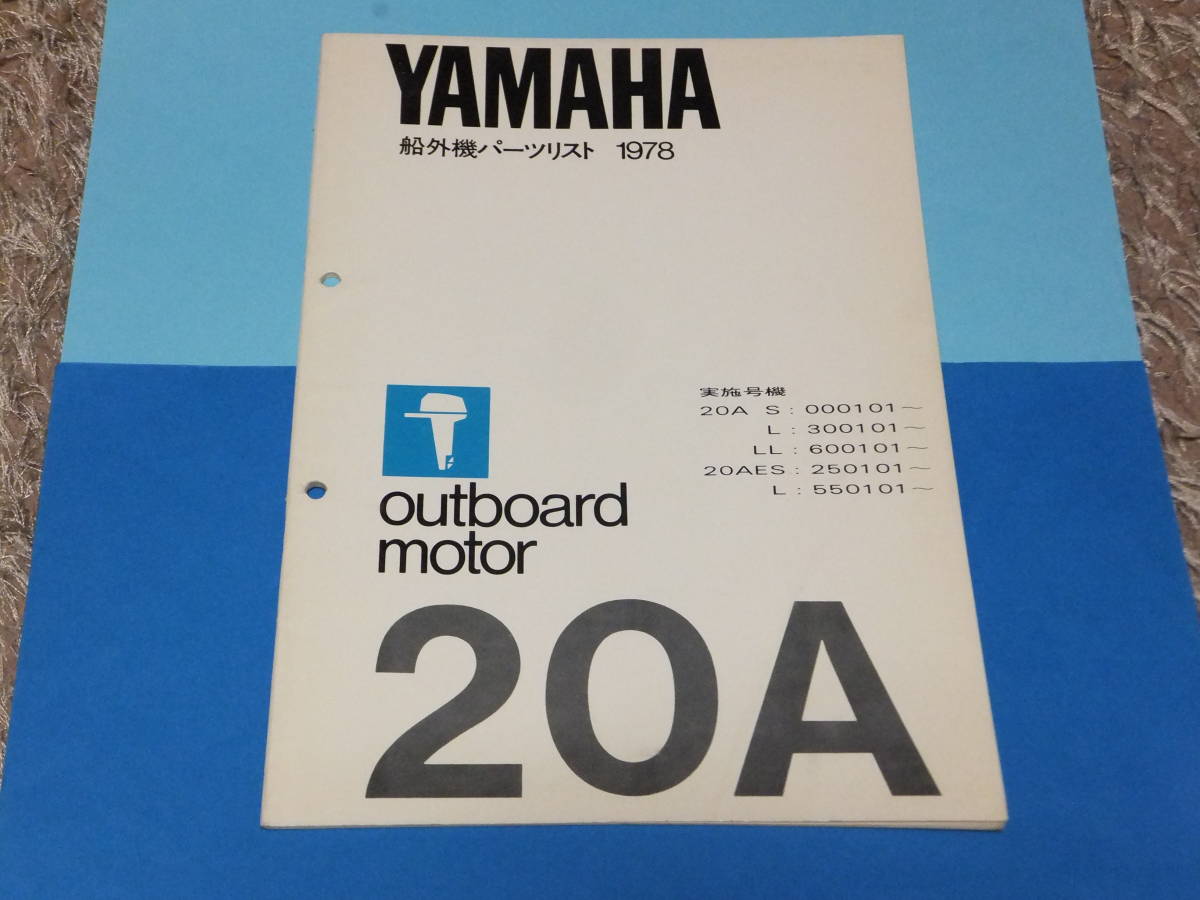 YAMAHA
船外機パーツリスト 1978
実施号機
20A S : 000101～
L : 300101～
LL : 600101～
20AES : 250101～
L : 550101～
outboard
motor
20A